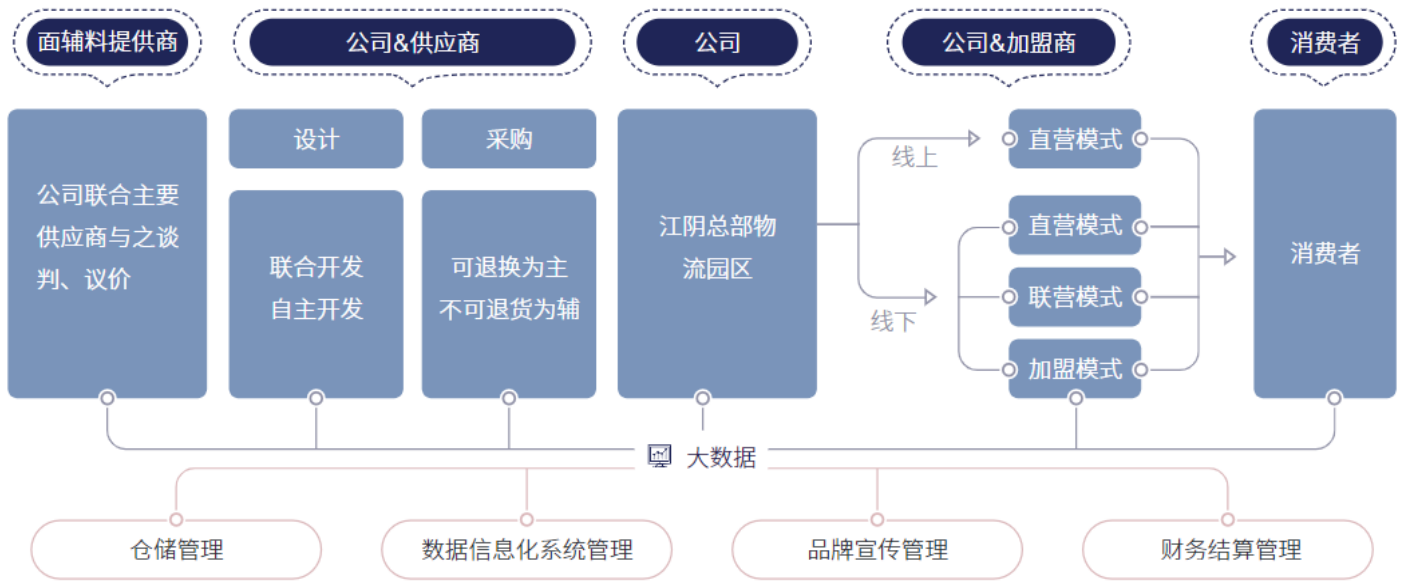 面辅料提供商
公司&供应商
公司
公司&加盟商
消费者
公司联合主要
供应商与之谈
判、议价
设计
联合开发
自主开发
采购
可退换为主
不可退货为辅
江阴总部物
流园区
线上
线下
直营模式
直营模式
联营模式
加盟模式
消费者
大数据
仓储管理
数据信息化系统管理
品牌宣传管理
财务结算管理